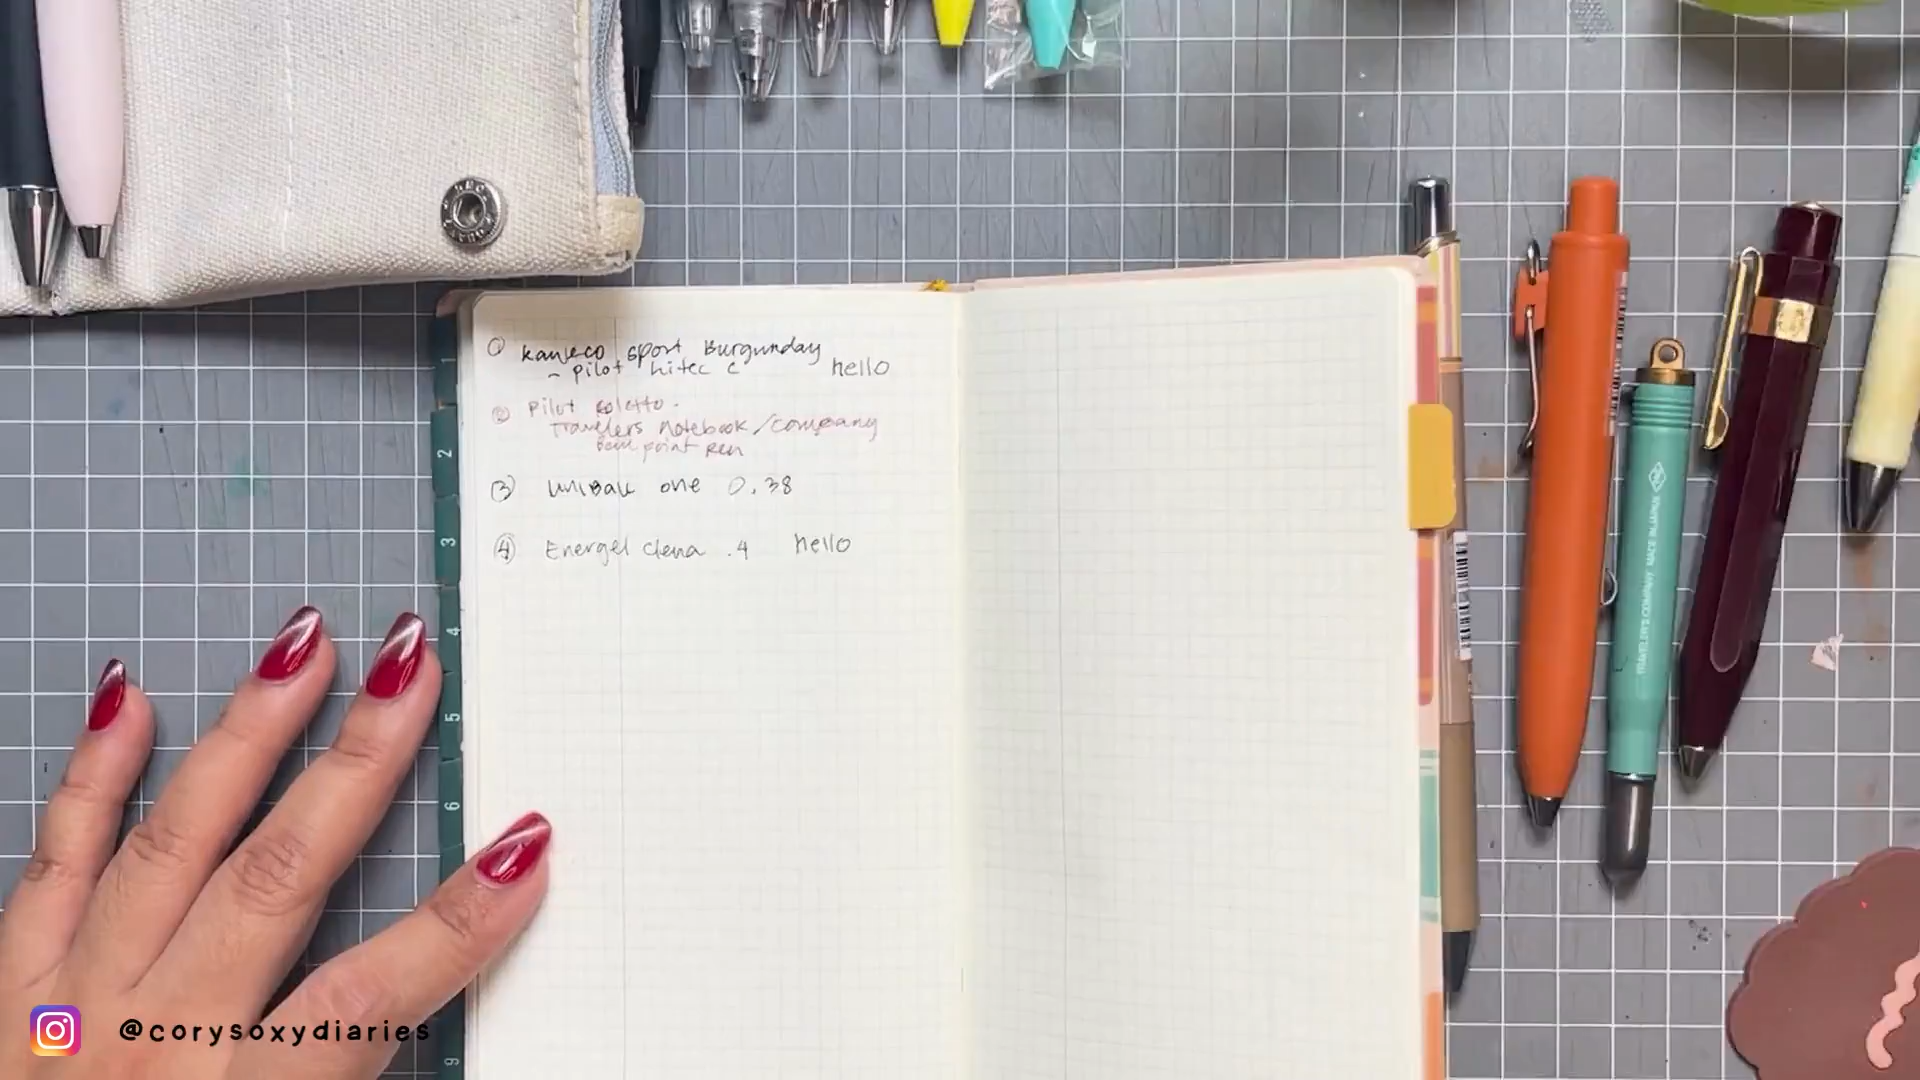 ① Kaweco sport Burgunday
- pilot hitec c hello
② Pilot Coletto.
Travelers notebook/company
ball point pen
③ uniball one 0.38
④ Energel Clena .4 hello
2
3
4
5
6
9
TRAVELER'S COMPANY MADE IN JAPAN
@corysoxydiaries